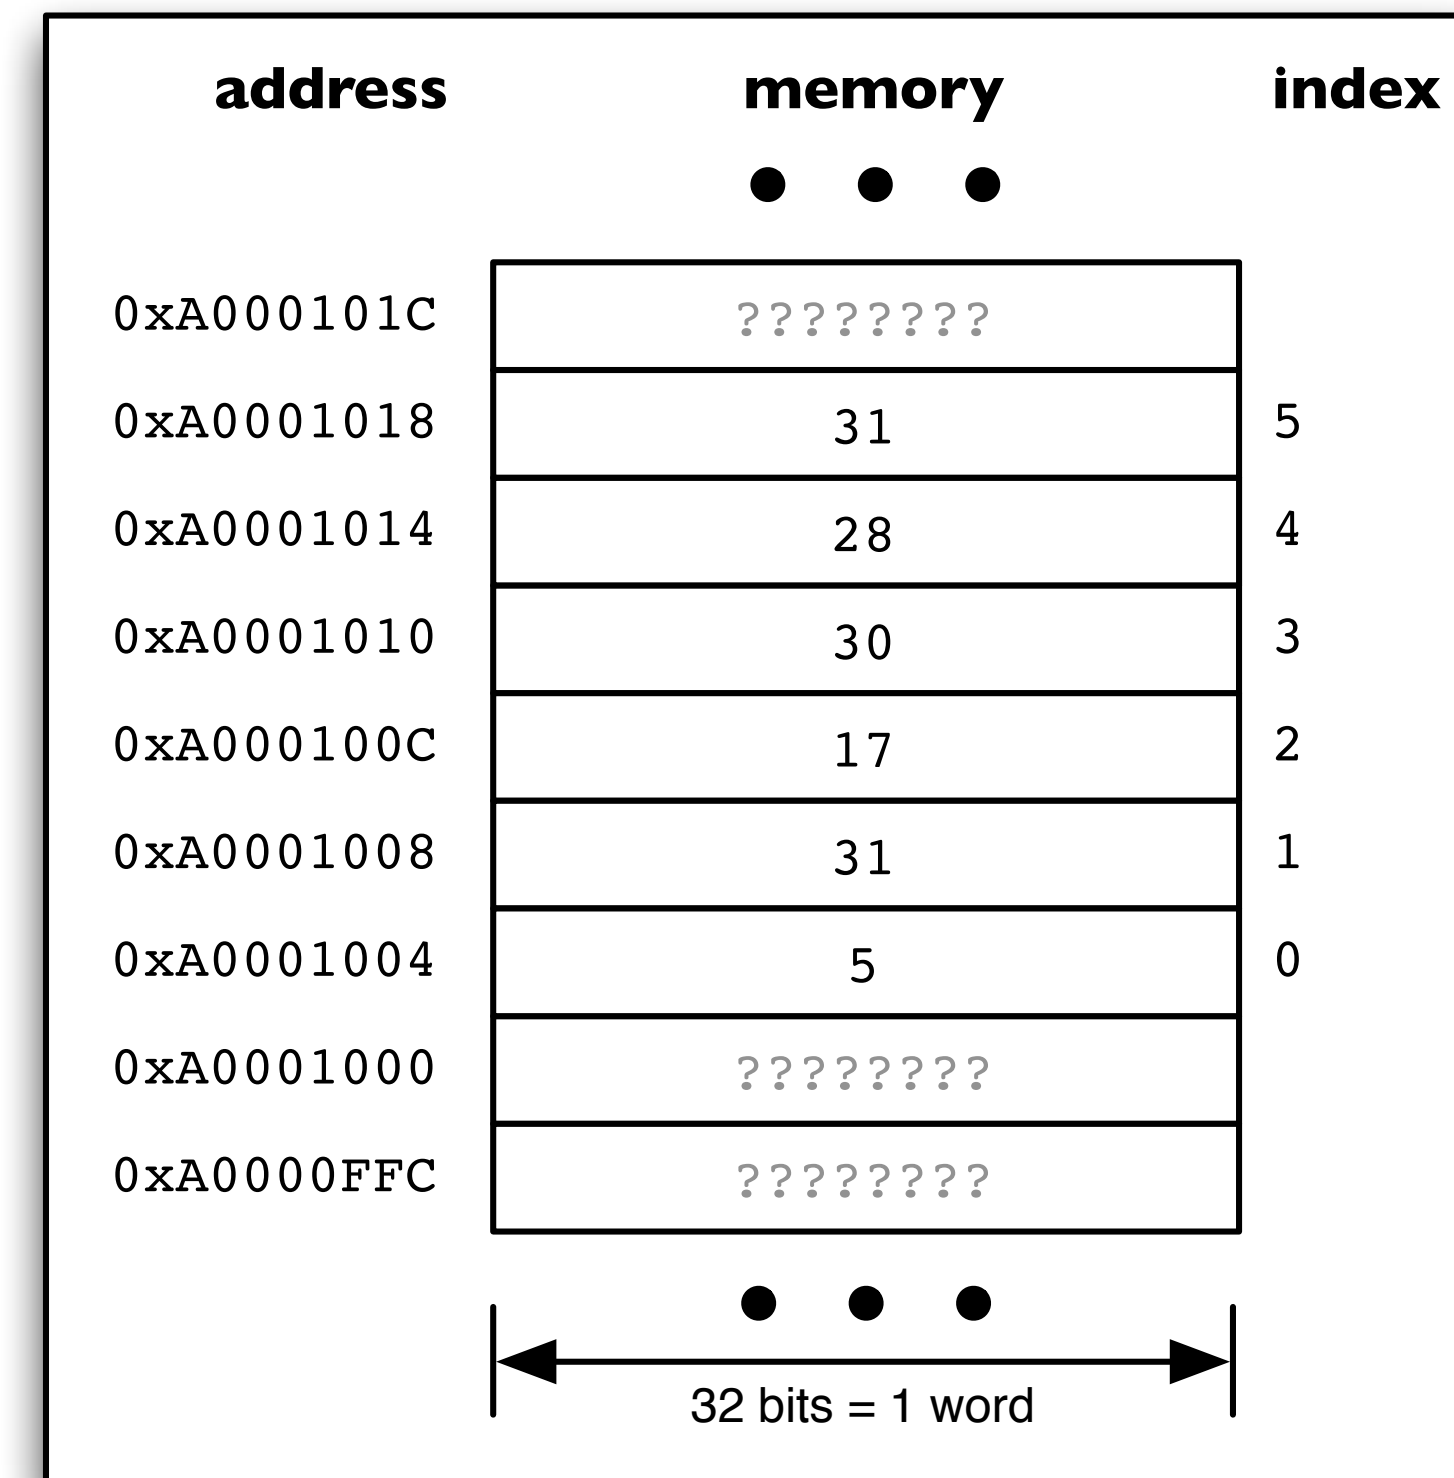 address memory index
0xA000101C ????????
0xA0001018 31 5
0xA0001014 28 4
0xA0001010 30 3
0xA000100C 17 2
0xA0001008 31 1
0xA0001004 5 0
0xA0001000 ????????
0xA0000FFC ????????
32 bits = 1 word